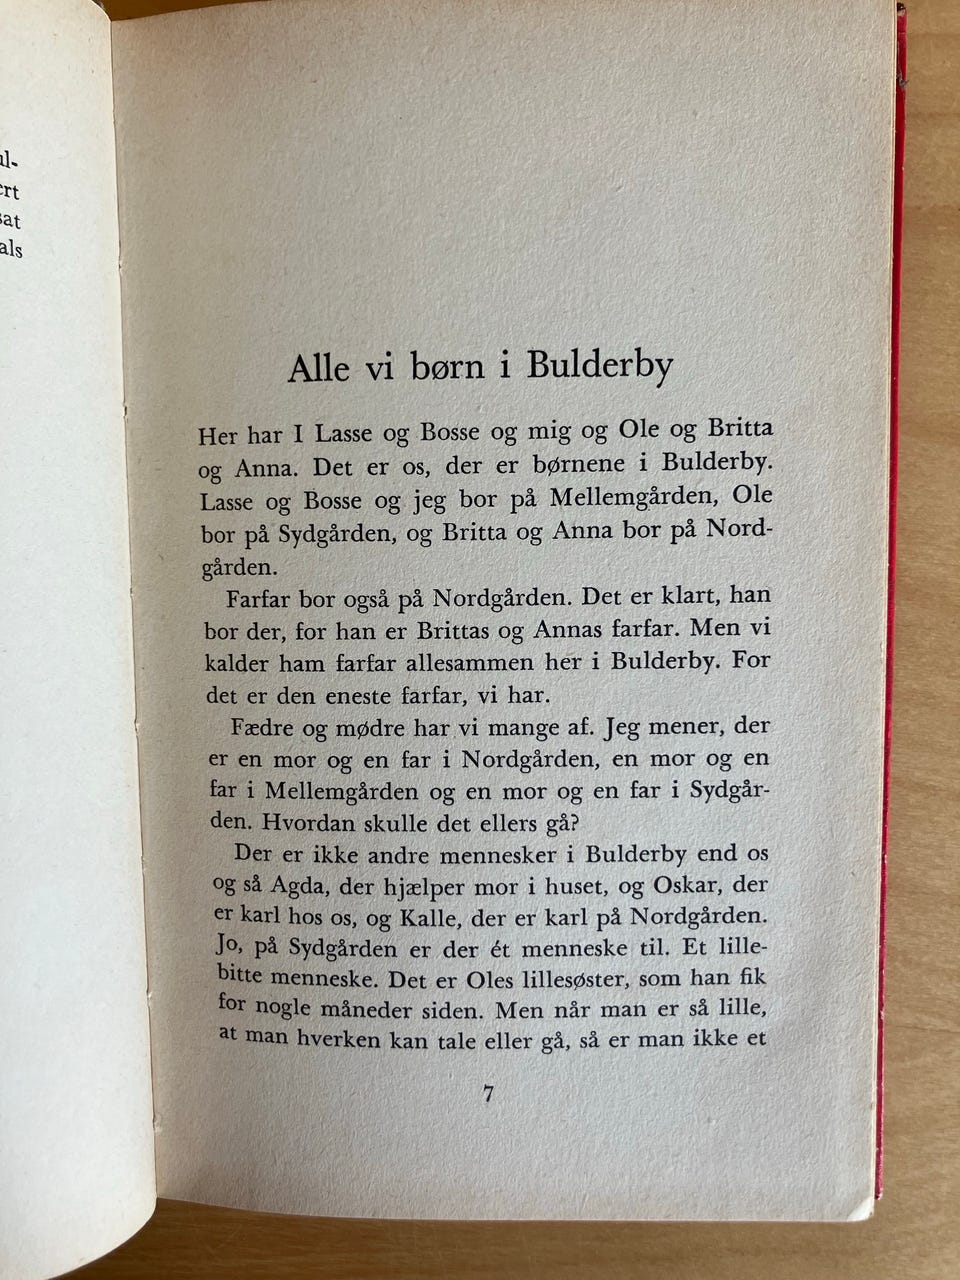 Alle vi børn i Bulderby
Her har I Lasse og Bosse og mig og Ole og Britta
og Anna. Det er os, der er børnene i Bulderby.
Lasse og Bosse og jeg bor på Mellemgården, Ole
bor på Sydgården, og Britta og Anna bor på Nord-
gården.
Farfar bor også på Nordgården. Det er klart, han
bor der, for han er Brittas og Annas farfar. Men vi
kalder ham farfar allesammen her i Bulderby. For
det er den eneste farfar, vi har.
Fædre og mødre har vi mange af. Jeg mener, der
er en mor og en far i Nordgården, en mor og en
far i Mellemgården og en mor og en far i Sydgår-
den. Hvordan skulle det ellers gå?
Der er ikke andre mennesker i Bulderby end os
og så Agda, der hjælper mor i huset, og Oskar, der
er karl hos os, og Kalle, der er karl på Nordgården.
Jo, på Sydgården er der ét menneske til. Et lille-
bitte menneske. Det er Oles lillesøster, som han fik
for nogle måneder siden. Men når man er så lille,
at man hverken kan tale eller gå, så er man ikke et
7